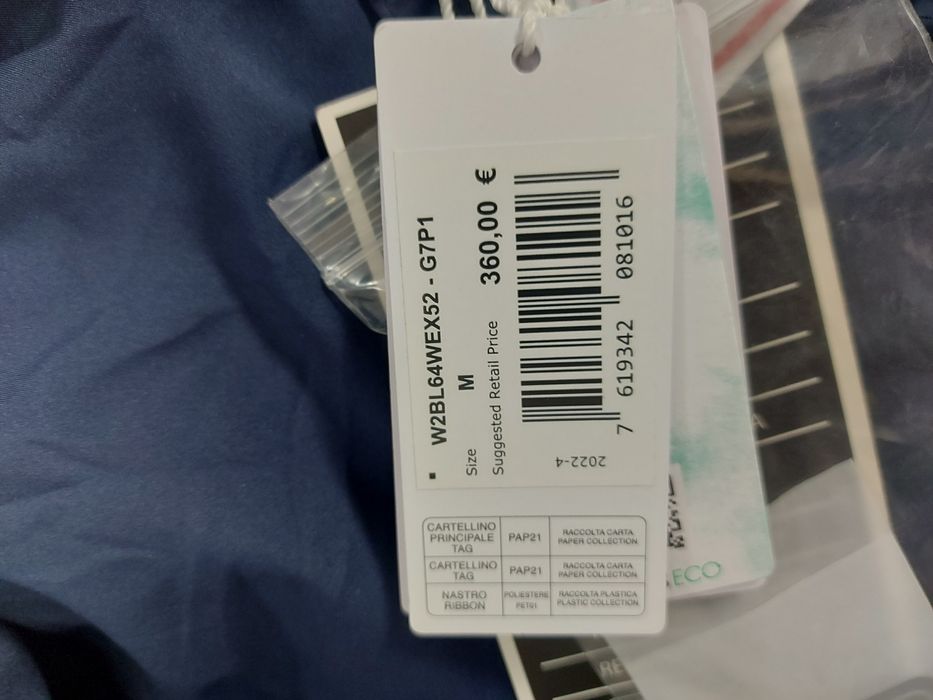 ▪ W2BL64WEX52 - G7P1
Size M
Suggested Retail Price 360,00 €
7 619342 081016
2022-4
CARTELLINO PRINCIPALE TAG PAP21 RACCOLTA CARTA PAPER COLLECTION
CARTELLINO TAG PAP21 RACCOLTA CARTA PAPER COLLECTION
NASTRO RIBBON POLIESTERE PET01 RACCOLTA PLASTICA PLASTIC COLLECTION
ECO